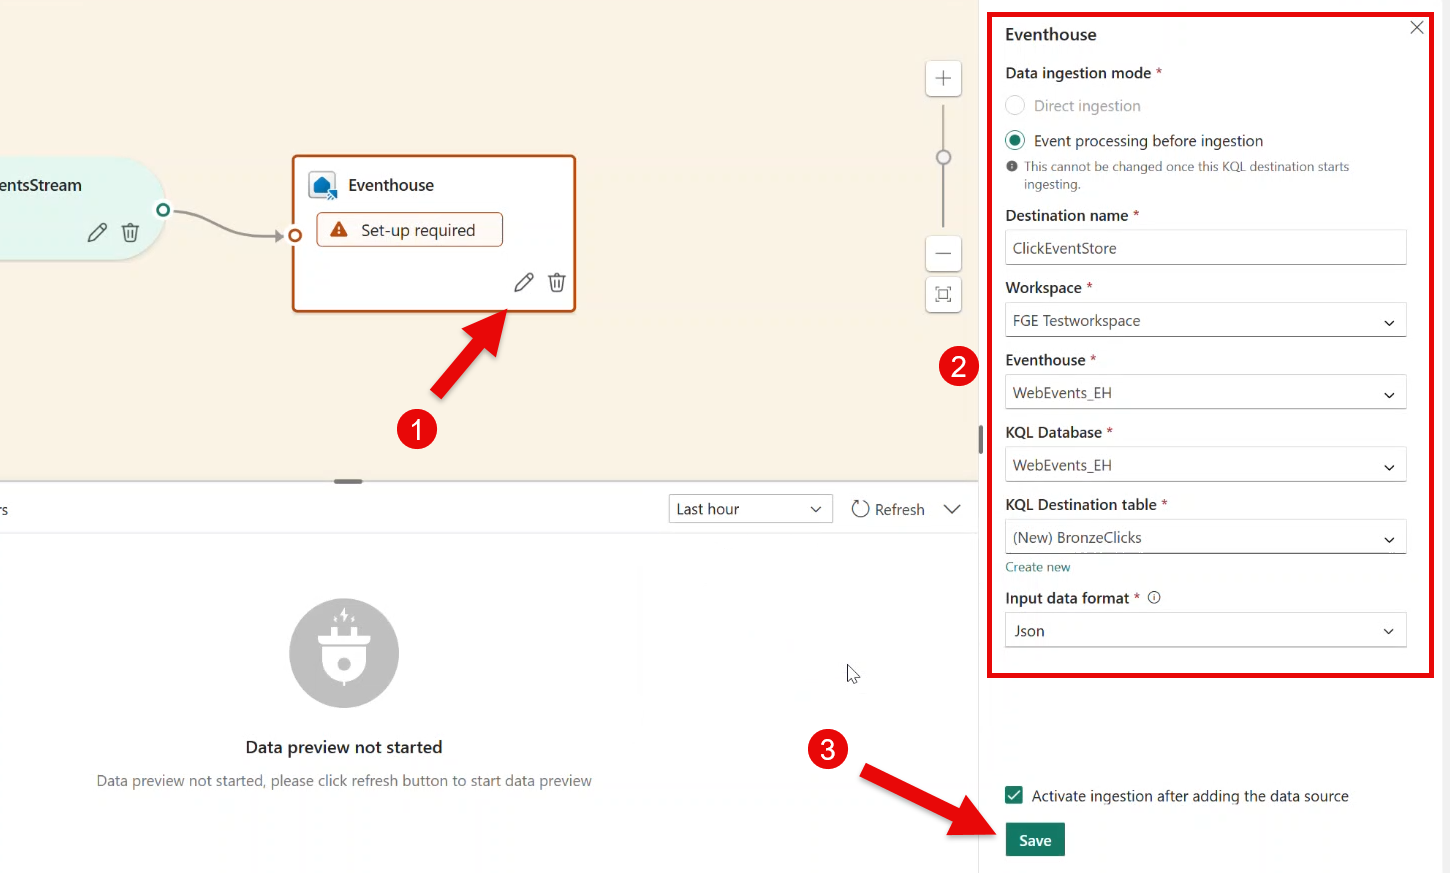 entsStream
Eventhouse
Set-up required
1
2
rs
Last hour
Refresh
Data preview not started
Data preview not started, please click refresh button to start data preview
3
Eventhouse
Data ingestion mode *
Direct ingestion
Event processing before ingestion
This cannot be changed once this KQL destination starts
ingesting.
Destination name *
ClickEventStore
Workspace *
FGE Testworkspace
Eventhouse *
WebEvents_EH
KQL Database *
WebEvents_EH
KQL Destination table *
(New) BronzeClicks
Create new
Input data format *
Json
Activate ingestion after adding the data source
Save